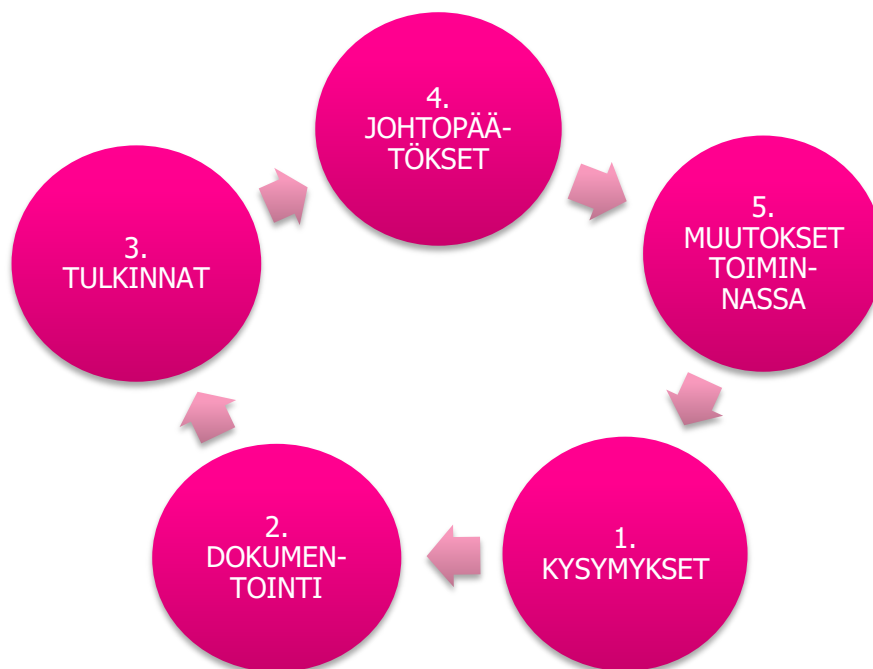 4.
JOHTOPÄÄ-
TÖKSET
5.
MUUTOKSET
TOIMIN-
NASSA
3.
TULKINNAT
2.
DOKUMEN-
TOINTI
1.
KYSYMYKSET